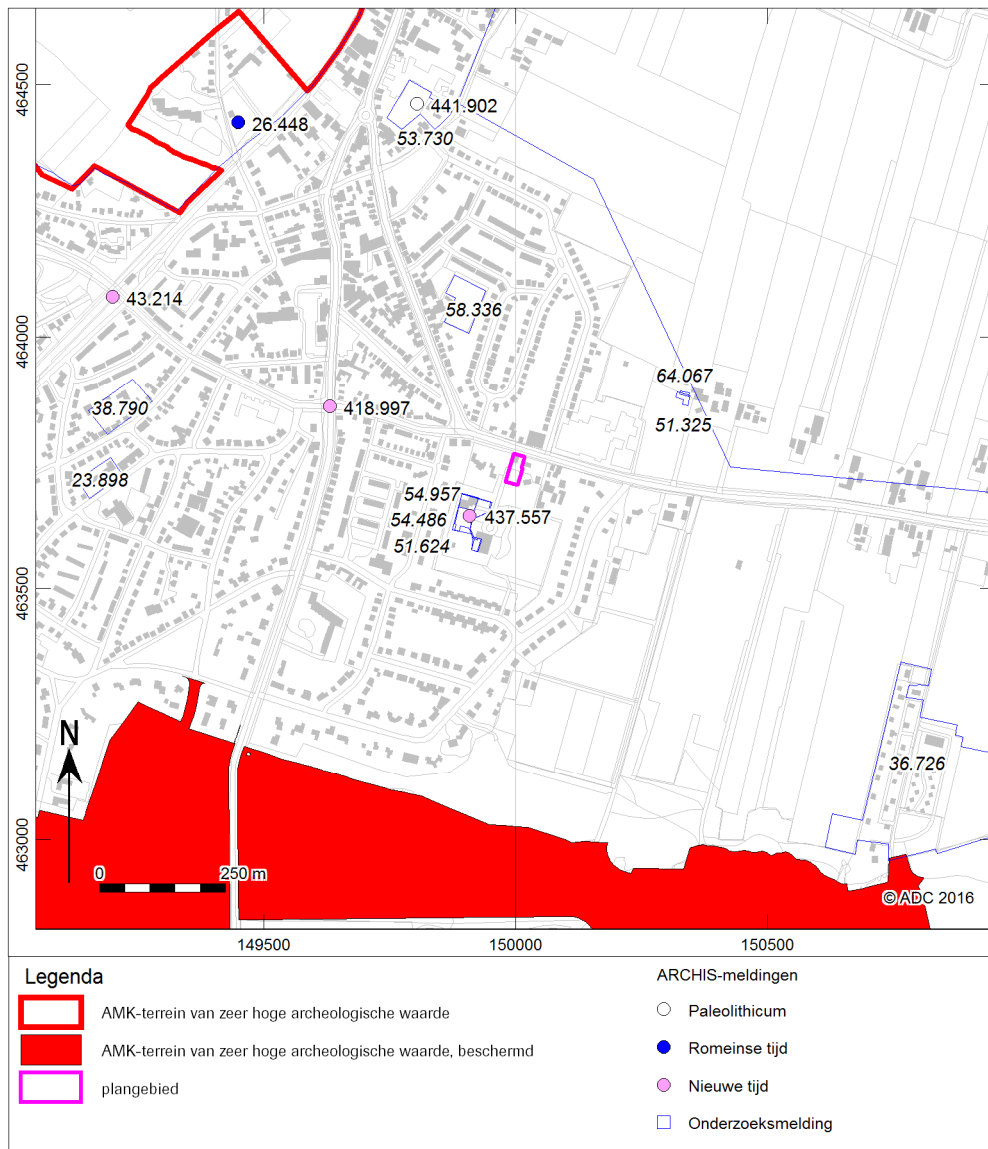 464500
464000
463500
463000
441.902
26.448
53.730
43.214
58.336
64.067
38.790
418.997
51.325
23.898
54.957
54.486
437.557
51.624
N
36.726
0
250 m
© ADC 2016
149500
150000
150500
Legenda
AMK-terrein van zeer hoge archeologische waarde
AMK-terrein van zeer hoge archeologische waarde, beschermd
plangebied
ARCHIS-meldingen
Paleolithicum
Romeinse tijd
Nieuwe tijd
Onderzoeksmelding